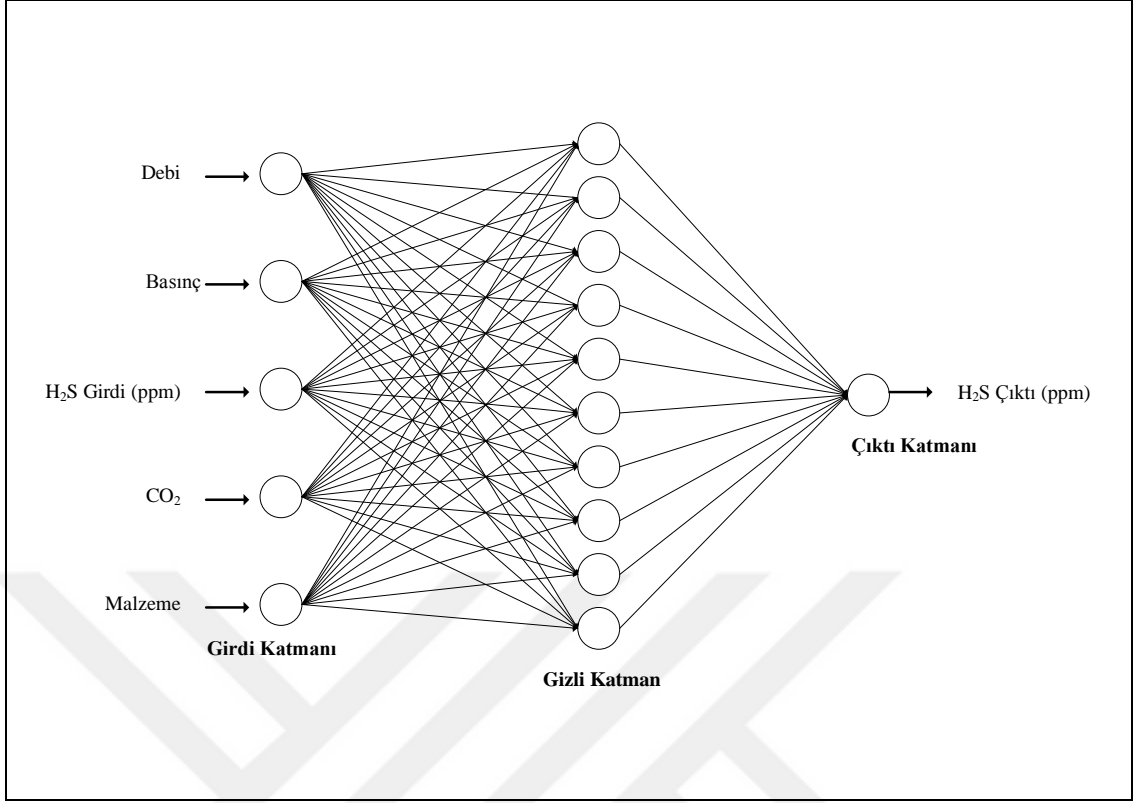 Debi
Basınç
H₂S Girdi (ppm)
CO₂
Malzeme
Girdi Katmanı
Gizli Katman
Çıktı Katmanı
H₂S Çıktı (ppm)